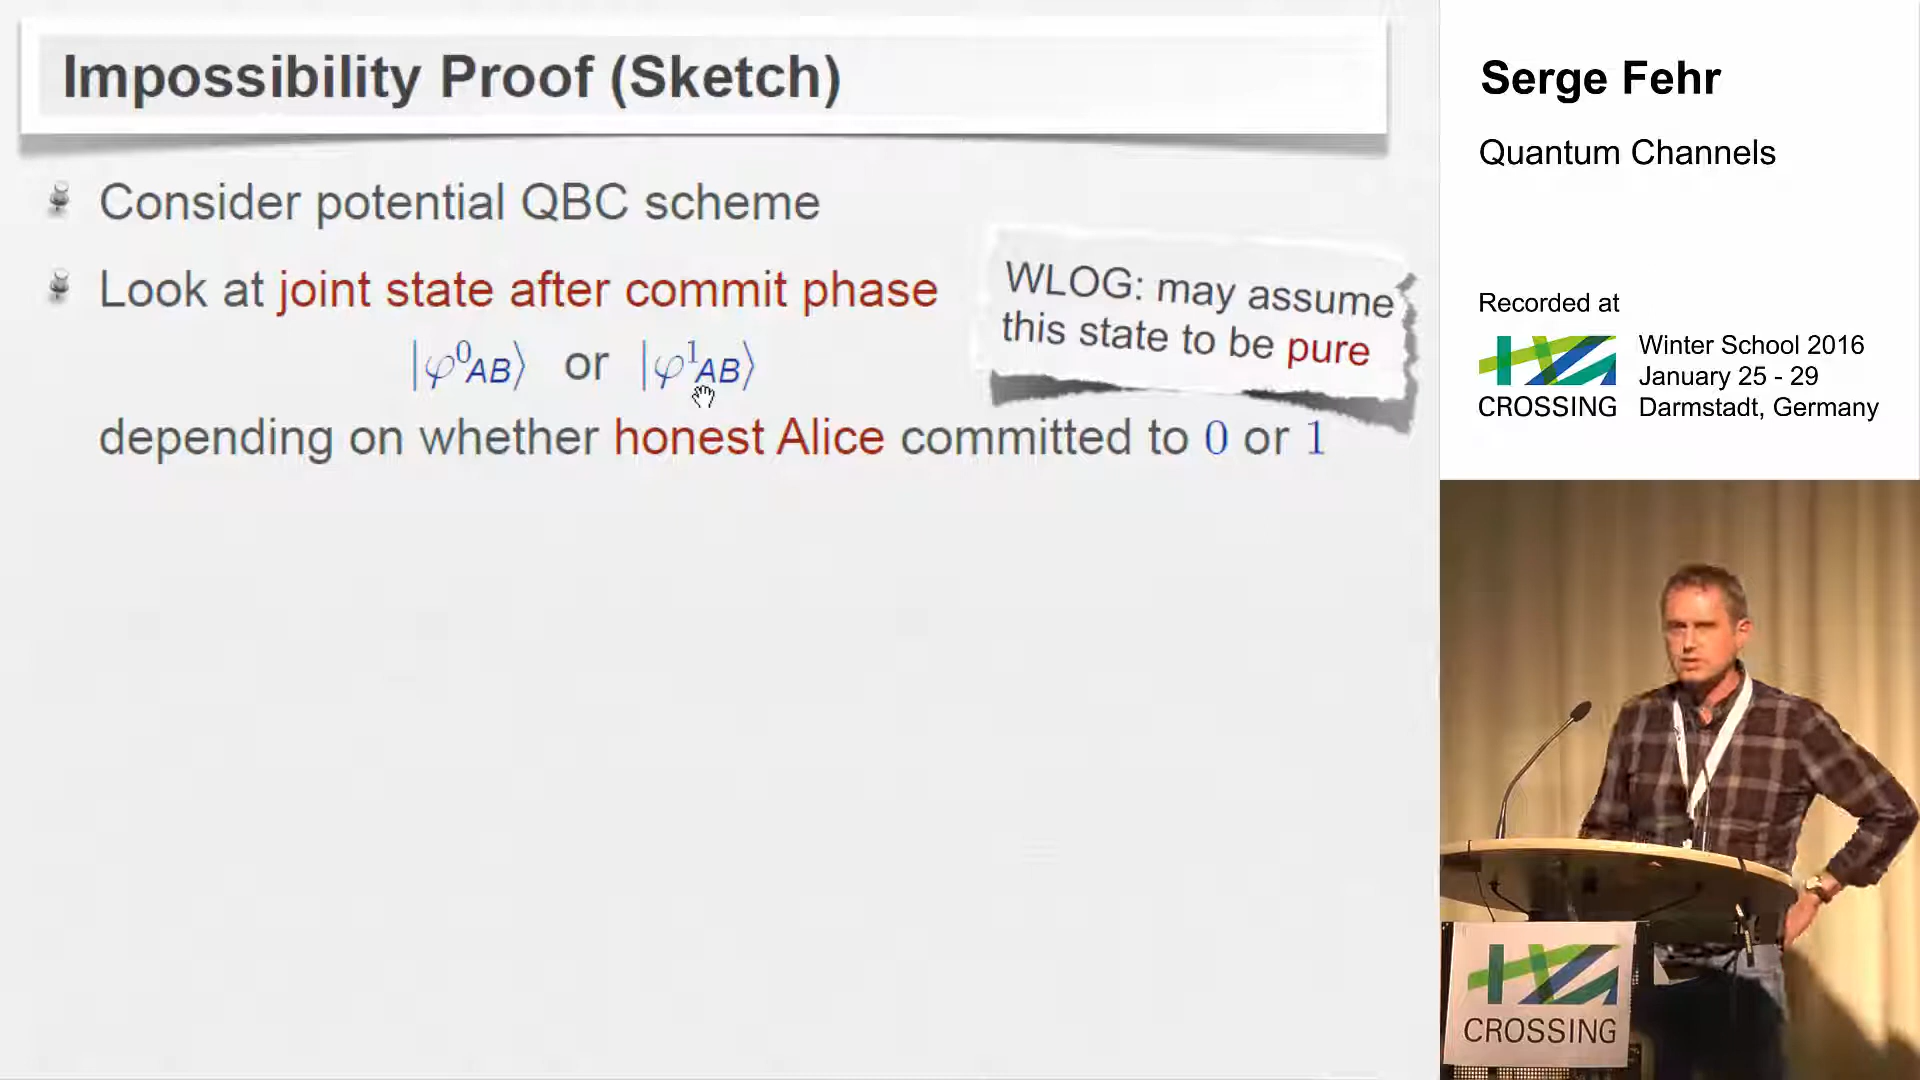 Impossibility Proof (Sketch)
Consider potential QBC scheme
Look at joint state after commit phase
WLOG: may assume
this state to be pure
|φ⁰AB⟩ or |φ¹AB⟩
depending on whether honest Alice committed to 0 or 1
Serge Fehr
Quantum Channels
Recorded at
CROSSING
Winter School 2016
January 25 - 29
Darmstadt, Germany
CROSSING